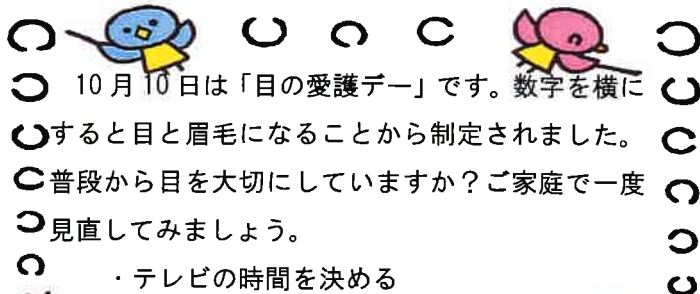 10月10日は「目の愛護デー」です。数字を横に
すると目と眉毛になることから制定されました。
普段から目を大切にしていますか？ご家庭で一度
見直してみましょう。
・テレビの時間を決める